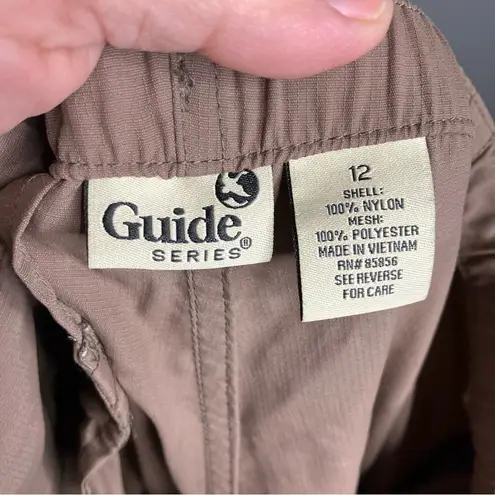 Guide
SERIES®
12
SHELL:
100% NYLON
MESH:
100% POLYESTER
MADE IN VIETNAM
RN# 85856
SEE REVERSE
FOR CARE